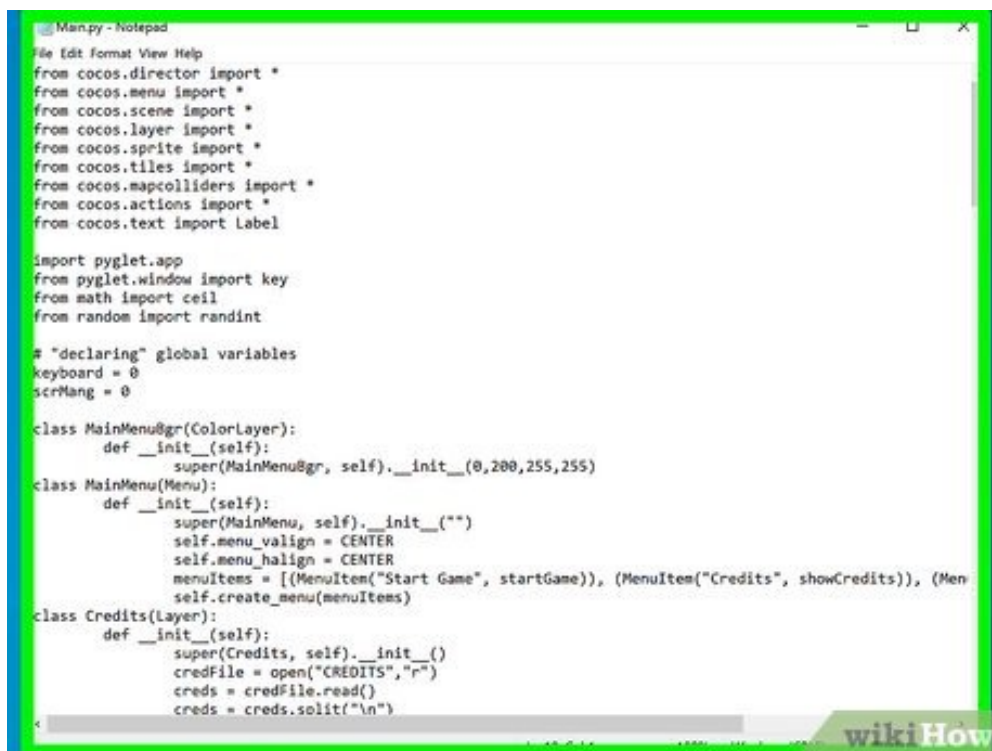 Main.py - Notepad
File Edit Format View Help
from cocos.director import *
from cocos.menu import *
from cocos.scene import *
from cocos.layer import *
from cocos.sprite import *
from cocos.tiles import *
from cocos.mapcolliders import *
from cocos.actions import *
from cocos.text import Label

import pyglet.app
from pyglet.window import key
from math import ceil
from random import randint

# "declaring" global variables
keyboard = 0
scrMang = 0

class MainMenuBgr(ColorLayer):
        def __init__(self):
                super(MainMenuBgr, self).__init__(0,200,255,255)
class MainMenu(Menu):
        def __init__(self):
                super(MainMenu, self).__init__("")
                self.menu_valign = CENTER
                self.menu_halign = CENTER
                menuItems = [(MenuItem("Start Game", startGame)), (MenuItem("Credits", showCredits)), (Men
                self.create_menu(menuItems)
class Credits(Layer):
        def __init__(self):
                super(Credits, self).__init__()
                credFile = open("CREDITS","r")
                creds = credFile.read()
                creds = creds.split("\n")
wikiHow